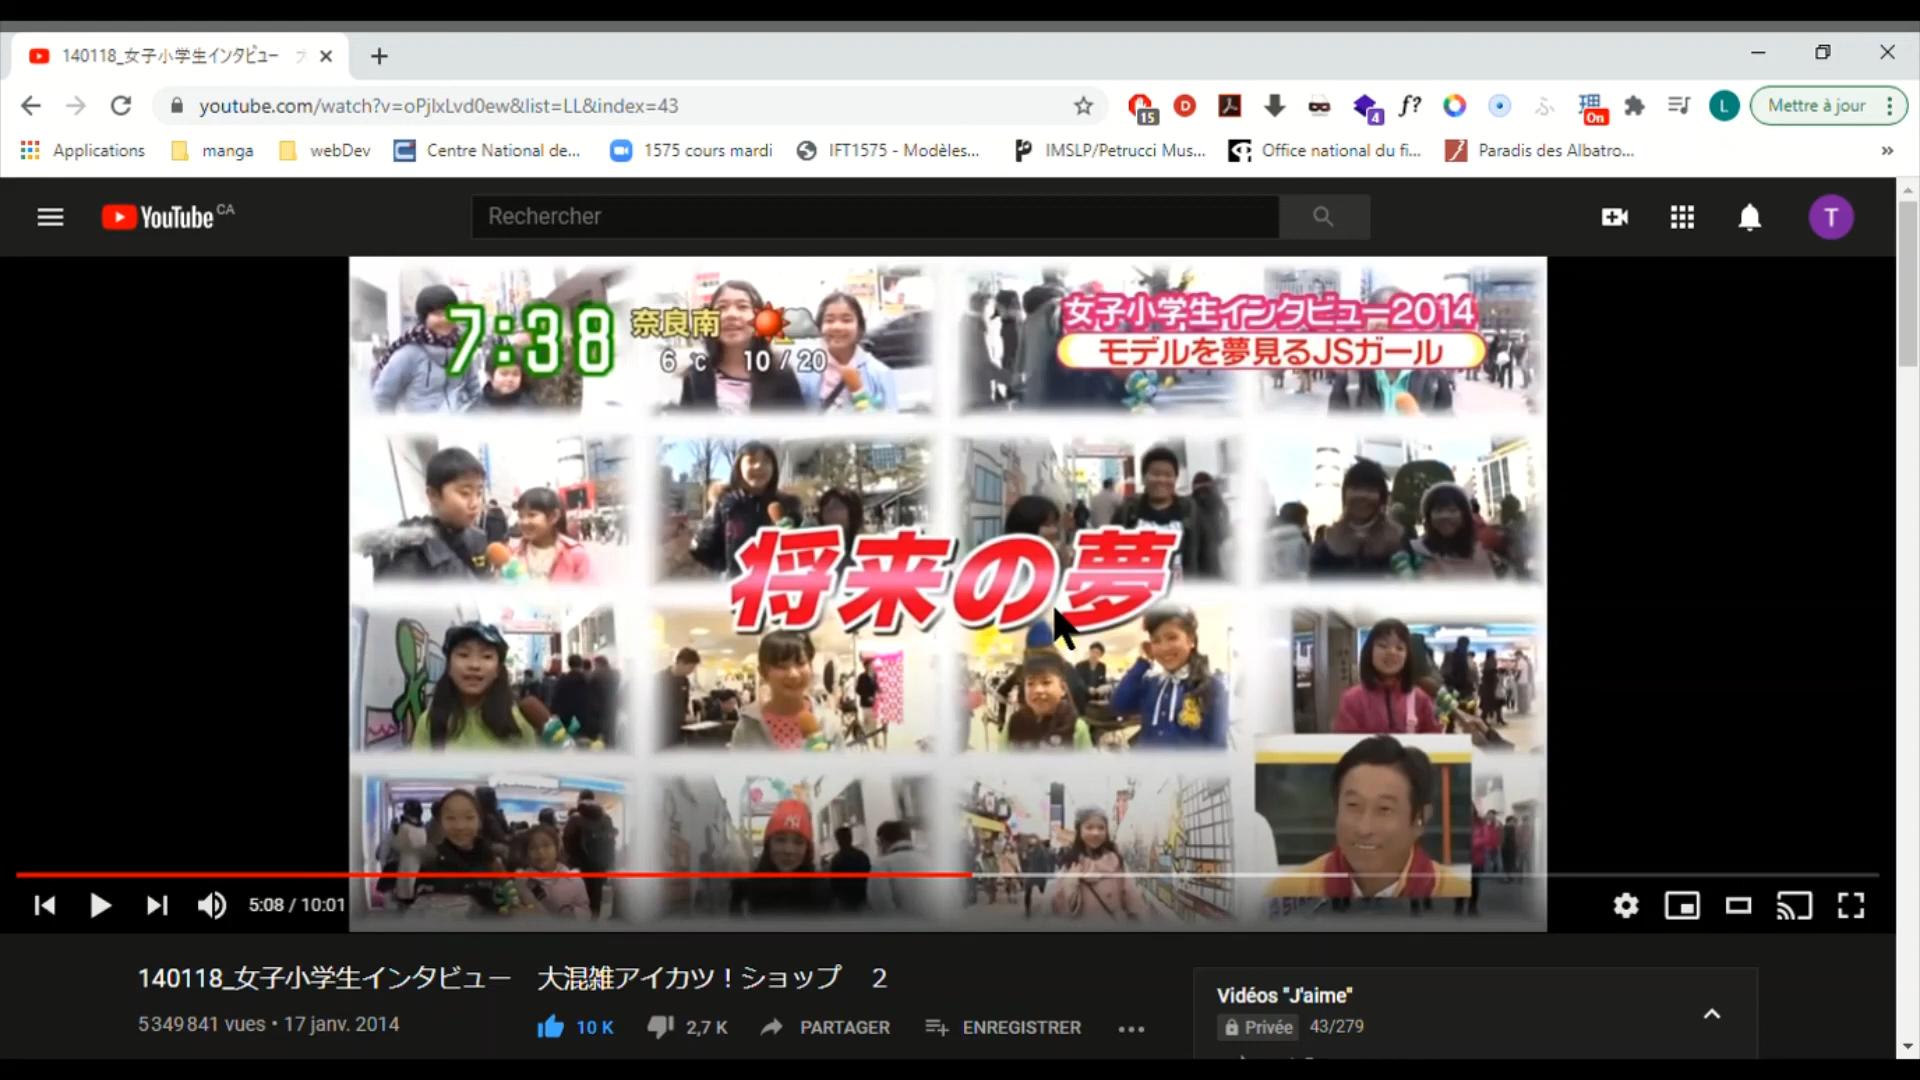 140118_女子小学生インタビュー
youtube.com/watch?v=oPjlxLvd0ew&list=LL&index=43
15
D
4
f?
ふ
On
L
Mettre à jour
Applications
manga
webDev
Centre National de...
1575 cours mardi
IFT1575 - Modèles...
IMSLP/Petrucci Mus...
Office national du fi...
Paradis des Albatro...
»
YouTube CA
Rechercher
T
7:38
奈良南
6℃ 10/20
女子小学生インタビュー2014
モデルを夢見るJSガール
将来の夢
5:08 / 10:01
140118_女子小学生インタビュー 大混雑アイカツ！ショップ 2
5 349 841 vues • 17 janv. 2014
10 K
2,7 K
PARTAGER
ENREGISTRER
Vidéos "J'aime"
Privée
43/279